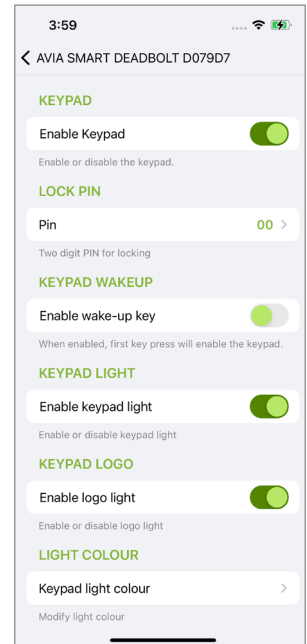 3:59
AVIA SMART DEADBOLT D079D7
KEYPAD
Enable Keypad
Enable or disable the keypad.
LOCK PIN
Pin 00
Two digit PIN for locking
KEYPAD WAKEUP
Enable wake-up key
When enabled, first key press will enable the keypad.
KEYPAD LIGHT
Enable keypad light
Enable or disable keypad light
KEYPAD LOGO
Enable logo light
Enable or disable logo light
LIGHT COLOUR
Keypad light colour
Modify light colour